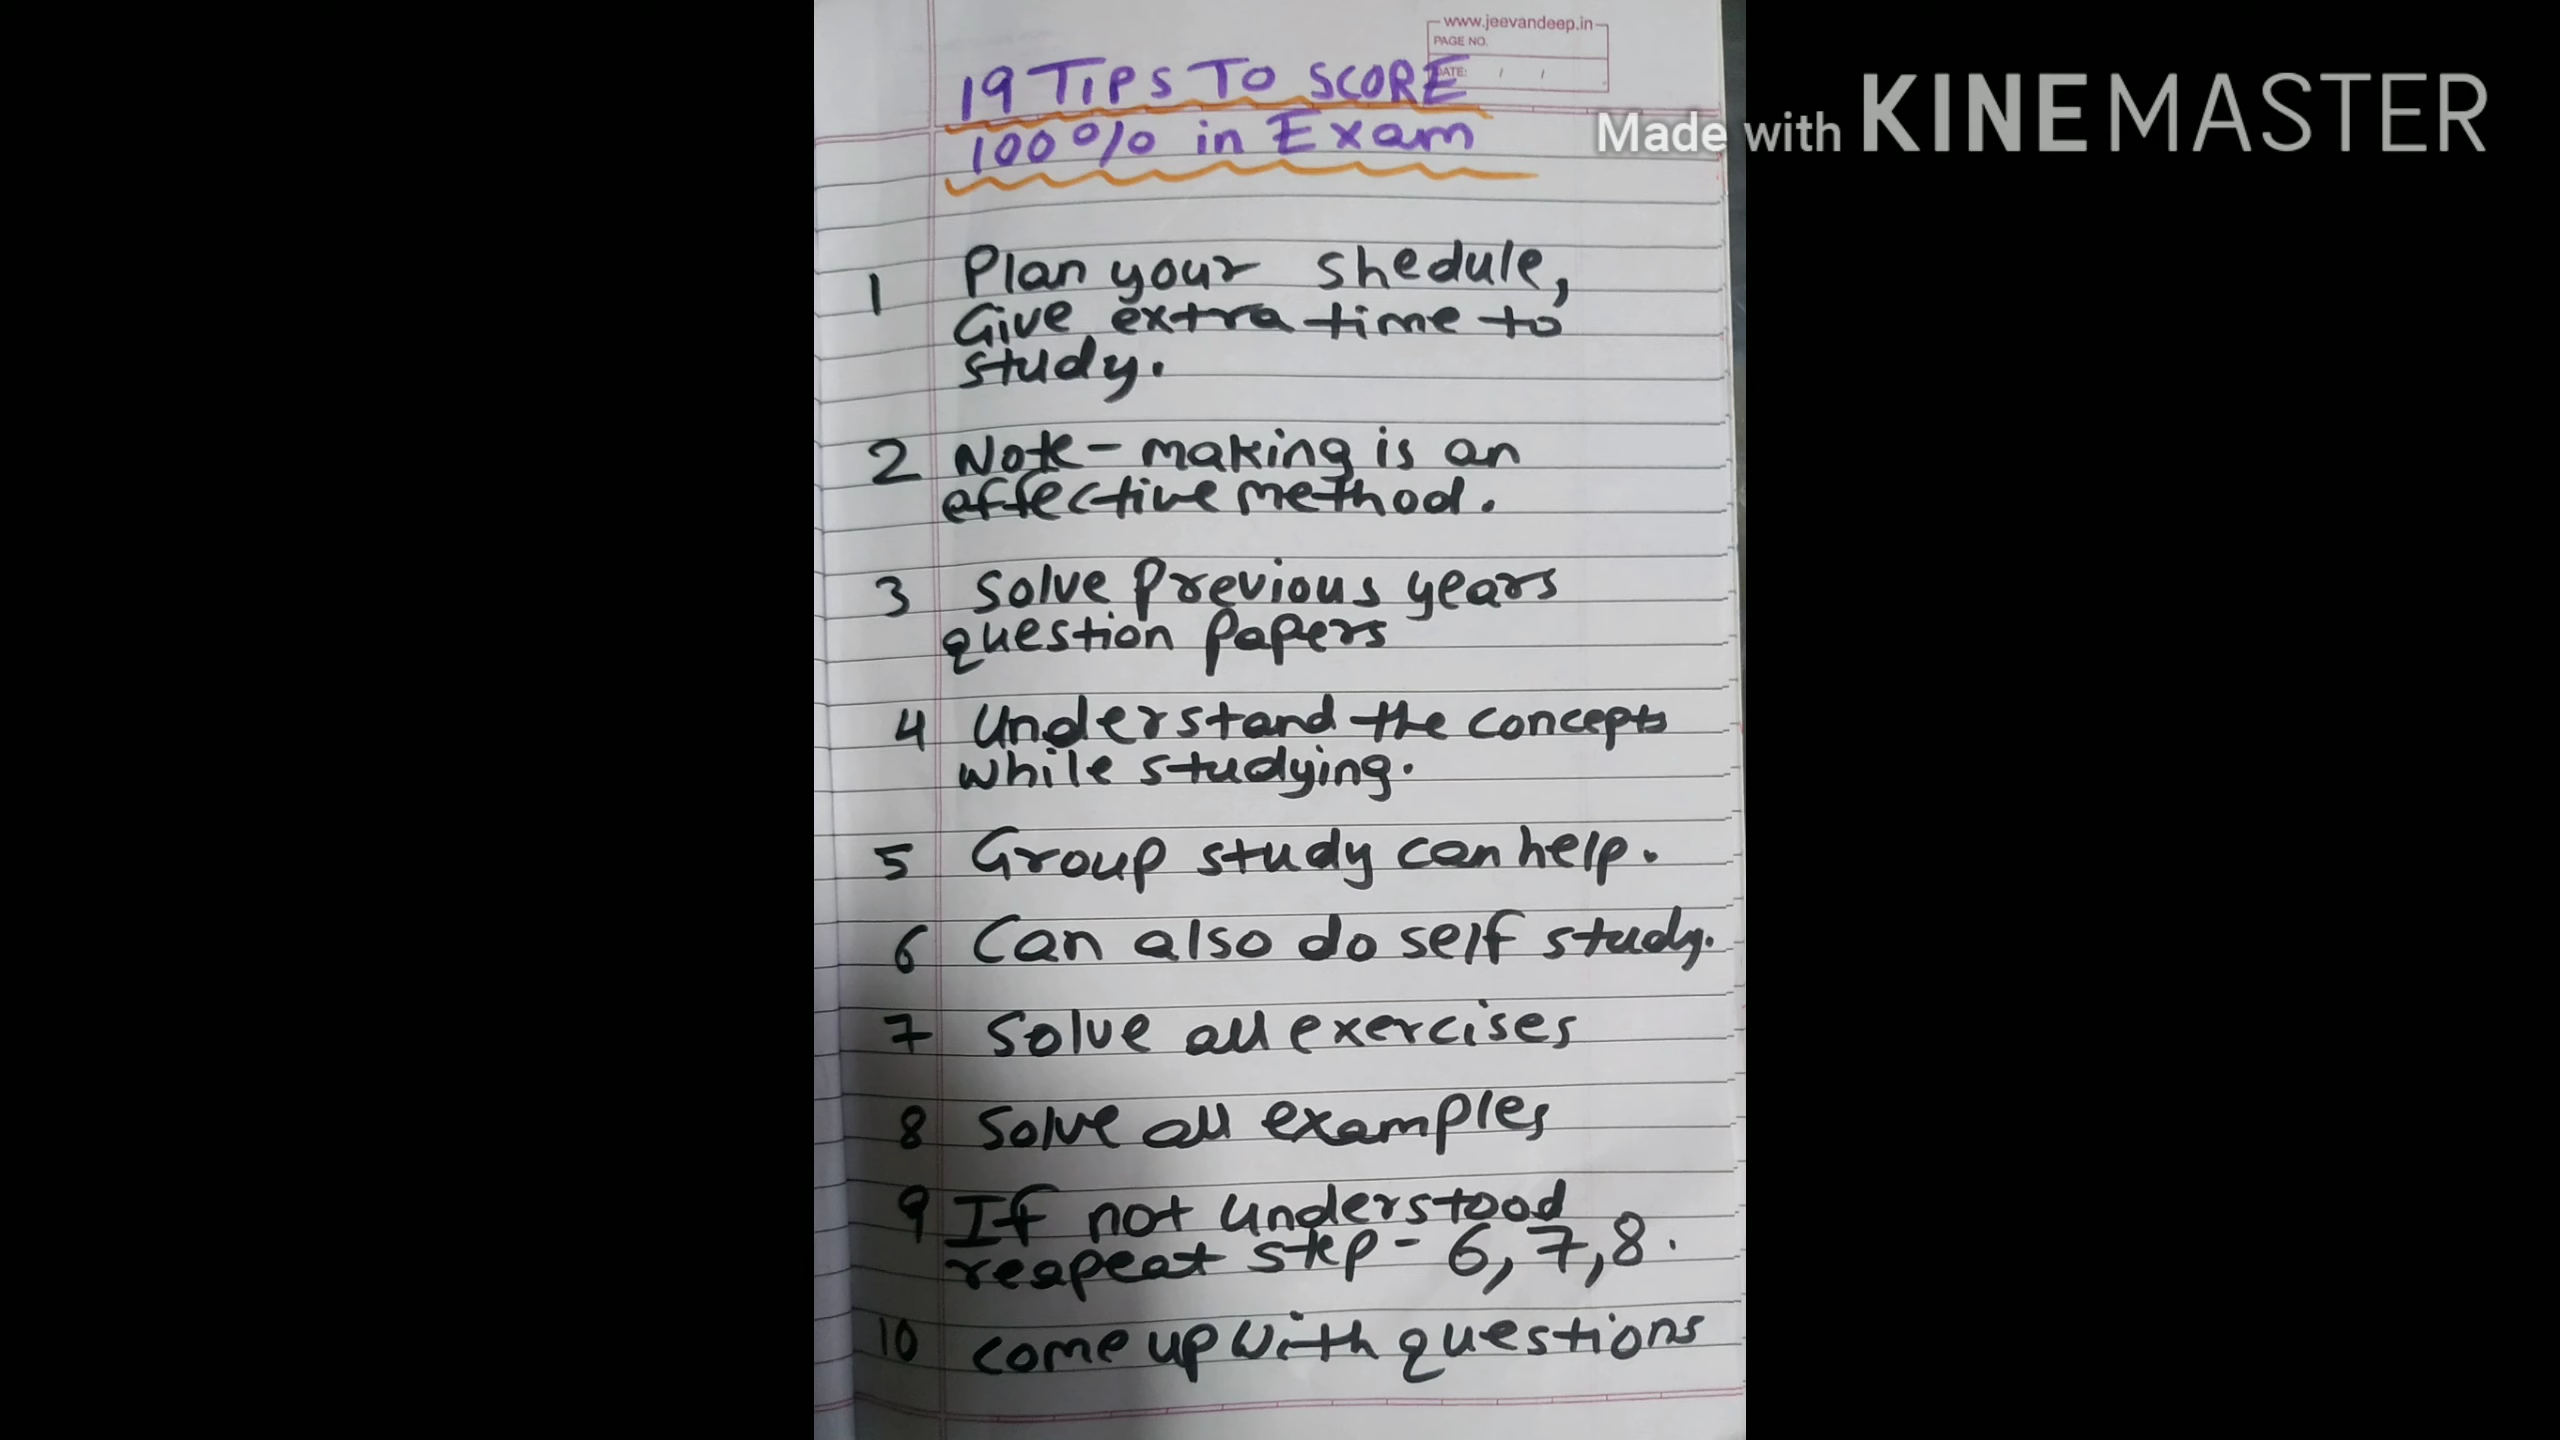 www.jeevandeep.in
PAGE NO.
DATE: / /
Made with KINEMASTER
19 TIPS TO SCORE
100% in Exam
1 Plan your shedule,
Give extra time to
study.
2 Note-making is an
effective method.
3 Solve Previous years
question papers
4 Understand the concepts
while studying.
5 Group study can help.
6 Can also do self study.
7 Solve all exercises
8 Solve all examples
9 If not understood
reapeat step - 6, 7, 8.
10 come up with questions